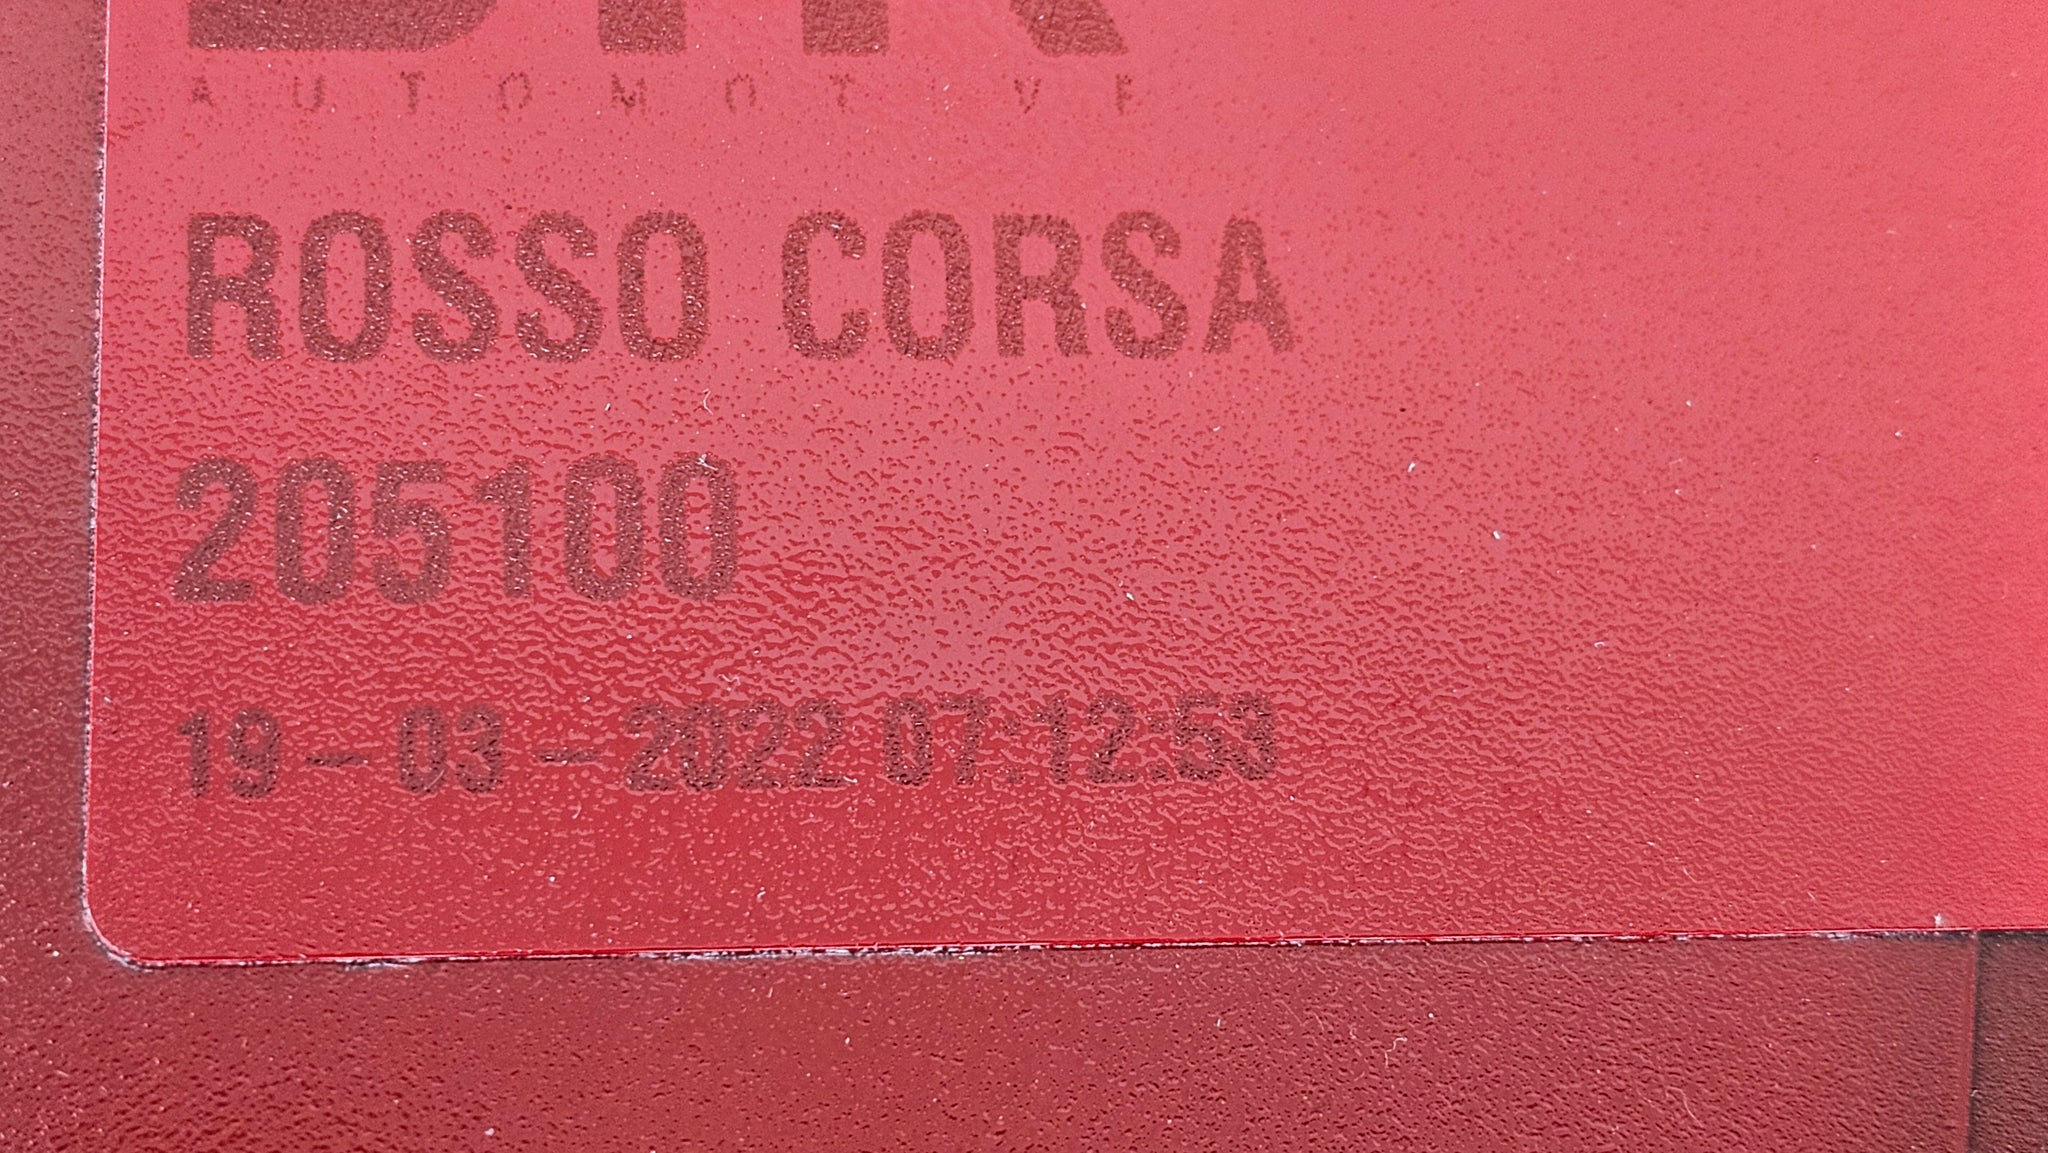 AUTOMOTIVE
ROSSO CORSA
205100
19-03-2022 07:12:53